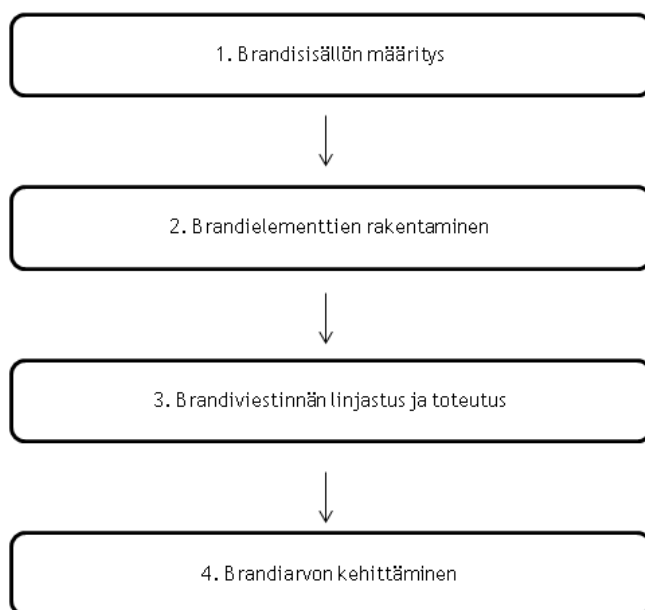 1. Brandisisällön määritys
2. Brandielementtien rakentaminen
3. Brandiviestinnän linjastus ja toteutus
4. Brandiarvon kehittäminen